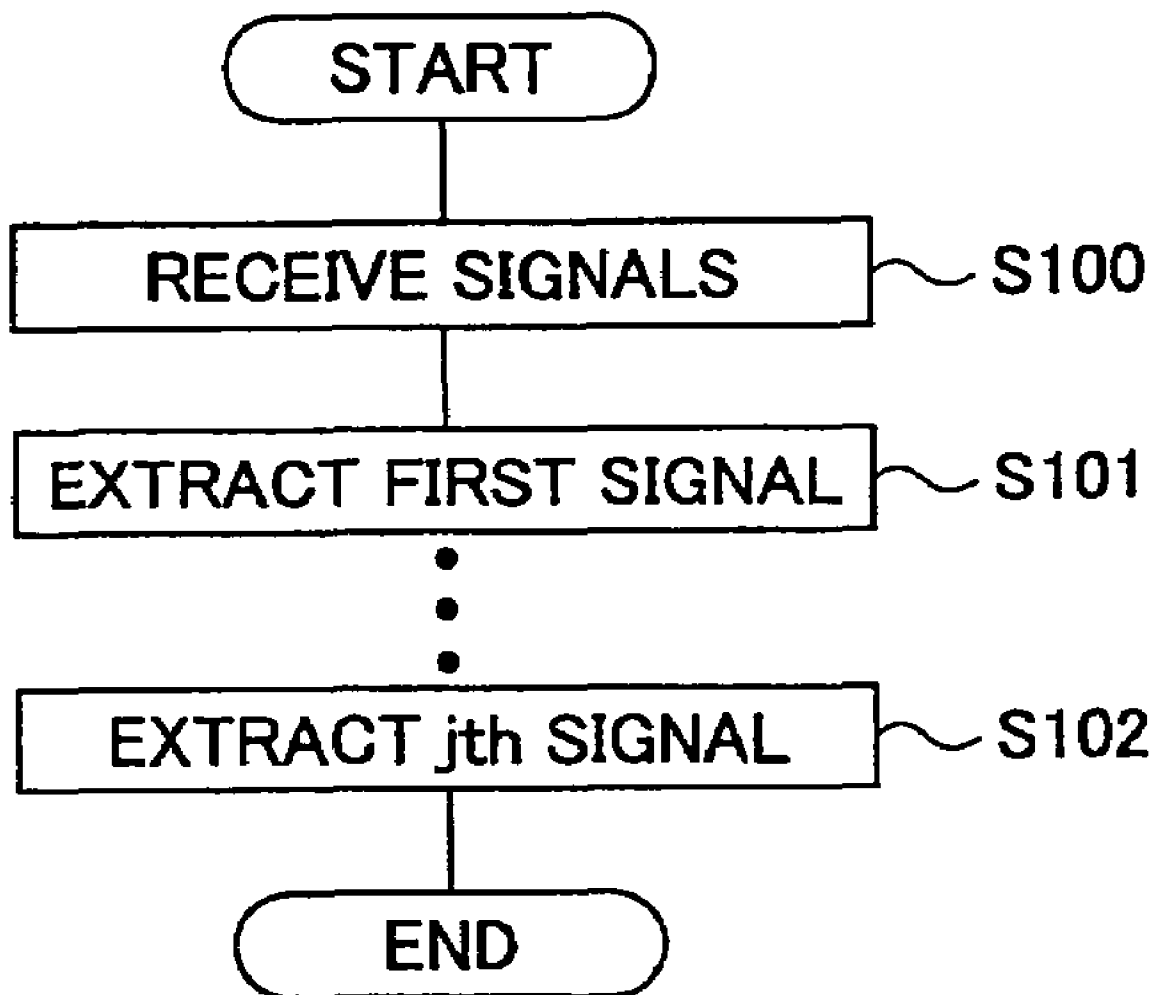 START
RECEIVE SIGNALS
S100
EXTRACT FIRST SIGNAL
S101
EXTRACT jth SIGNAL
S102
END